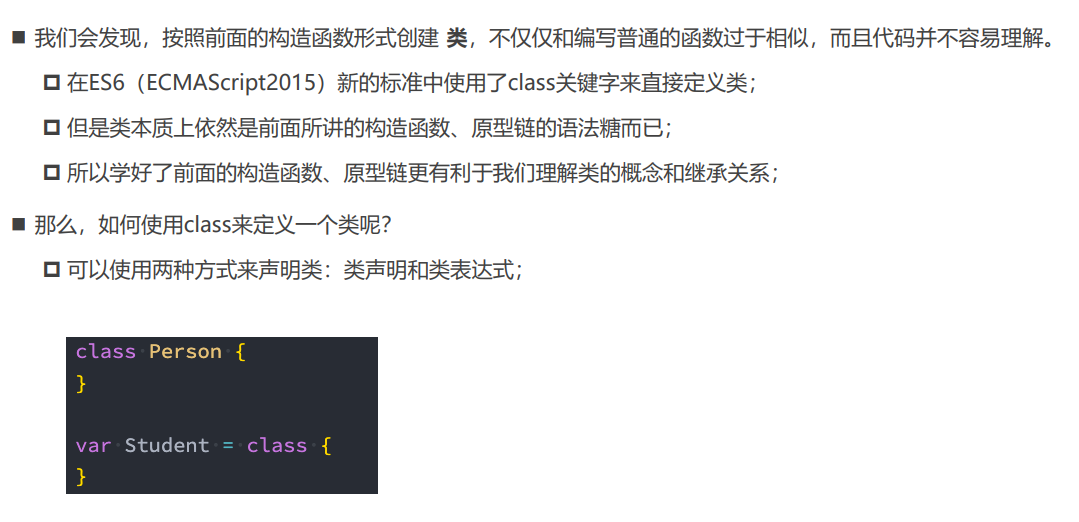 我们会发现，按照前面的构造函数形式创建 类，不仅仅和编写普通的函数过于相似，而且代码并不容易理解。
在ES6（ECMAScript2015）新的标准中使用了class关键字来直接定义类；
但是类本质上依然是前面所讲的构造函数、原型链的语法糖而已；
所以学好了前面的构造函数、原型链更有利于我们理解类的概念和继承关系；
那么，如何使用class来定义一个类呢？
可以使用两种方式来声明类：类声明和类表达式；
class Person {
}
var Student = class {
}